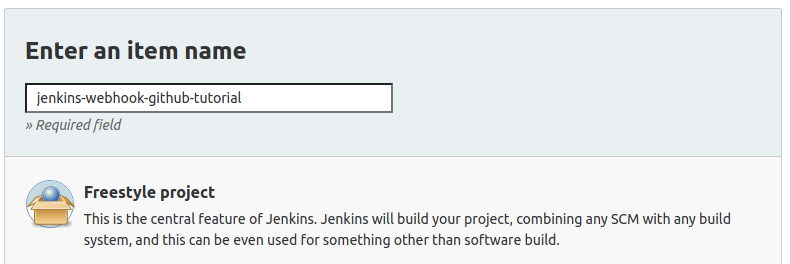 Enter an item name
jenkins-webhook-github-tutorial
» Required field
Freestyle project
This is the central feature of Jenkins. Jenkins will build your project, combining any SCM with any build
system, and this can be even used for something other than software build.